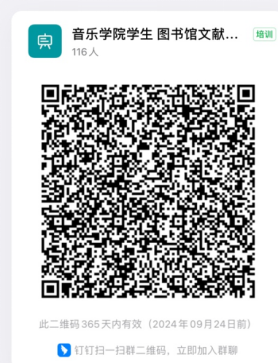 音乐学院学生 图书馆文献...
培训
116人
此二维码365天内有效（2024年09月24日前）
钉钉扫一扫群二维码，立即加入群聊